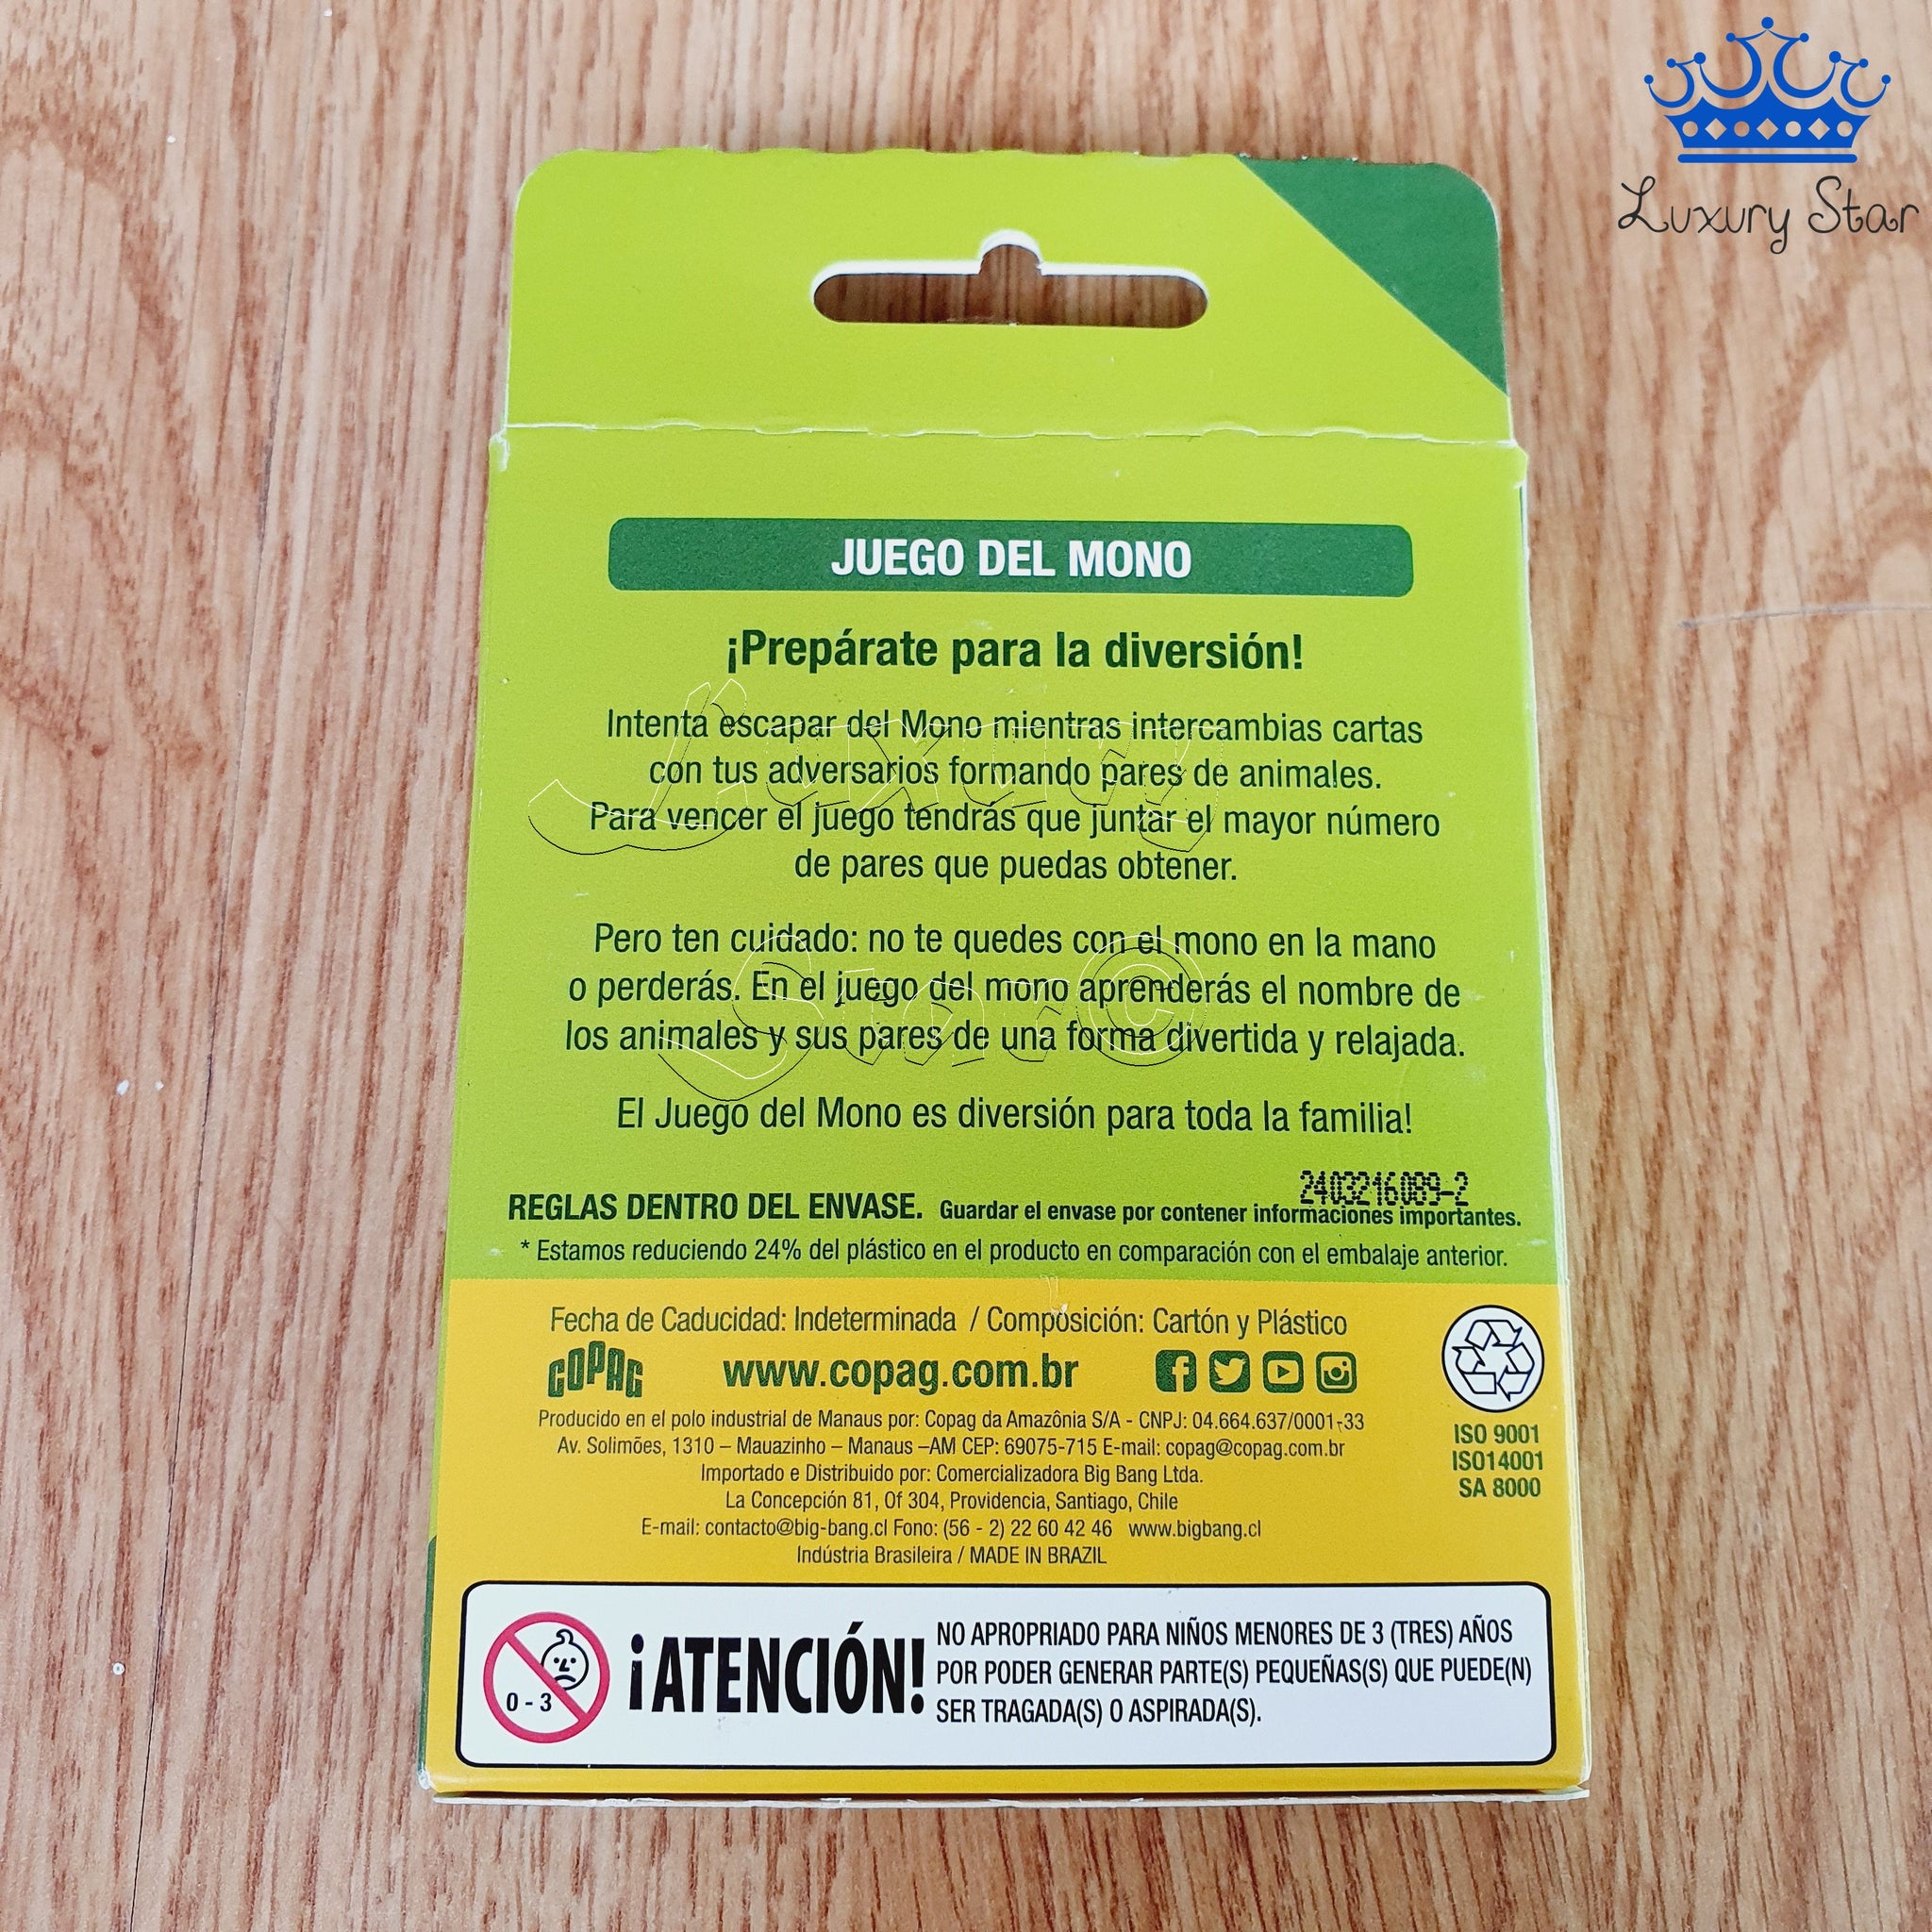 Luxury Star
JUEGO DEL MONO
¡Prepárate para la diversión!
Intenta escapar del Mono mientras intercambias cartas
con tus adversarios formando pares de animales.
Para vencer el juego tendrás que juntar el mayor número
de pares que puedas obtener.
Pero ten cuidado: no te quedes con el mono en la mano
o perderás. En el juego del mono aprenderás el nombre de
los animales y sus pares de una forma divertida y relajada.
El Juego del Mono es diversión para toda la familia!
Luxury
Star©
2403216089-2
REGLAS DENTRO DEL ENVASE. Guardar el envase por contener informaciones importantes.
* Estamos reduciendo 24% del plástico en el producto en comparación con el embalaje anterior.
Fecha de Caducidad: Indeterminada / Composición: Cartón y Plástico
COPAG www.copag.com.br
Producido en el polo industrial de Manaus por: Copag da Amazônia S/A - CNPJ: 04.664.637/0001-33
Av. Solimões, 1310 – Mauazinho – Manaus –AM CEP: 69075-715 E-mail: copag@copag.com.br
Importado e Distribuido por: Comercializadora Big Bang Ltda.
La Concepción 81, Of 304, Providencia, Santiago, Chile
E-mail: contacto@big-bang.cl Fono: (56 - 2) 22 60 42 46 www.bigbang.cl
Indústria Brasileira / MADE IN BRAZIL
ISO 9001
ISO14001
SA 8000
0 - 3
¡ATENCIÓN!
NO APROPRIADO PARA NIÑOS MENORES DE 3 (TRES) AÑOS
POR PODER GENERAR PARTE(S) PEQUEÑAS(S) QUE PUEDE(N)
SER TRAGADA(S) O ASPIRADA(S).